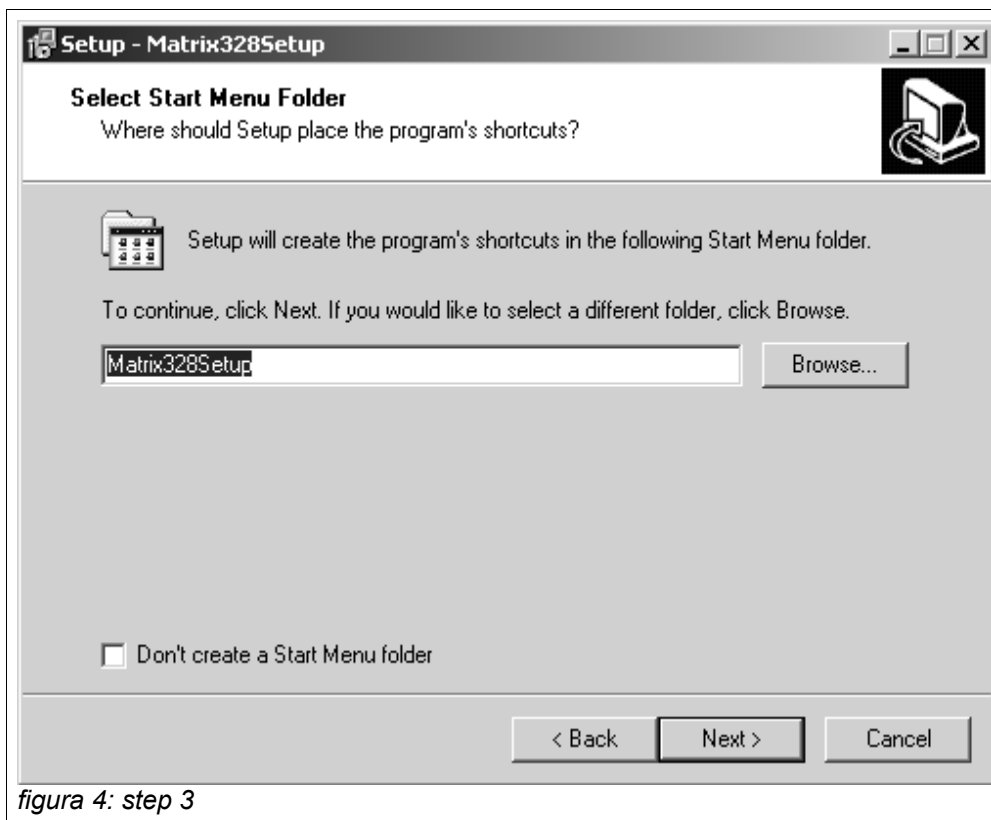 Setup - Matrix328Setup
Select Start Menu Folder
Where should Setup place the program's shortcuts?
Setup will create the program's shortcuts in the following Start Menu folder.
To continue, click Next. If you would like to select a different folder, click Browse.
Matrix328Setup
Browse...
Don't create a Start Menu folder
< Back
Next >
Cancel
figura 4: step 3